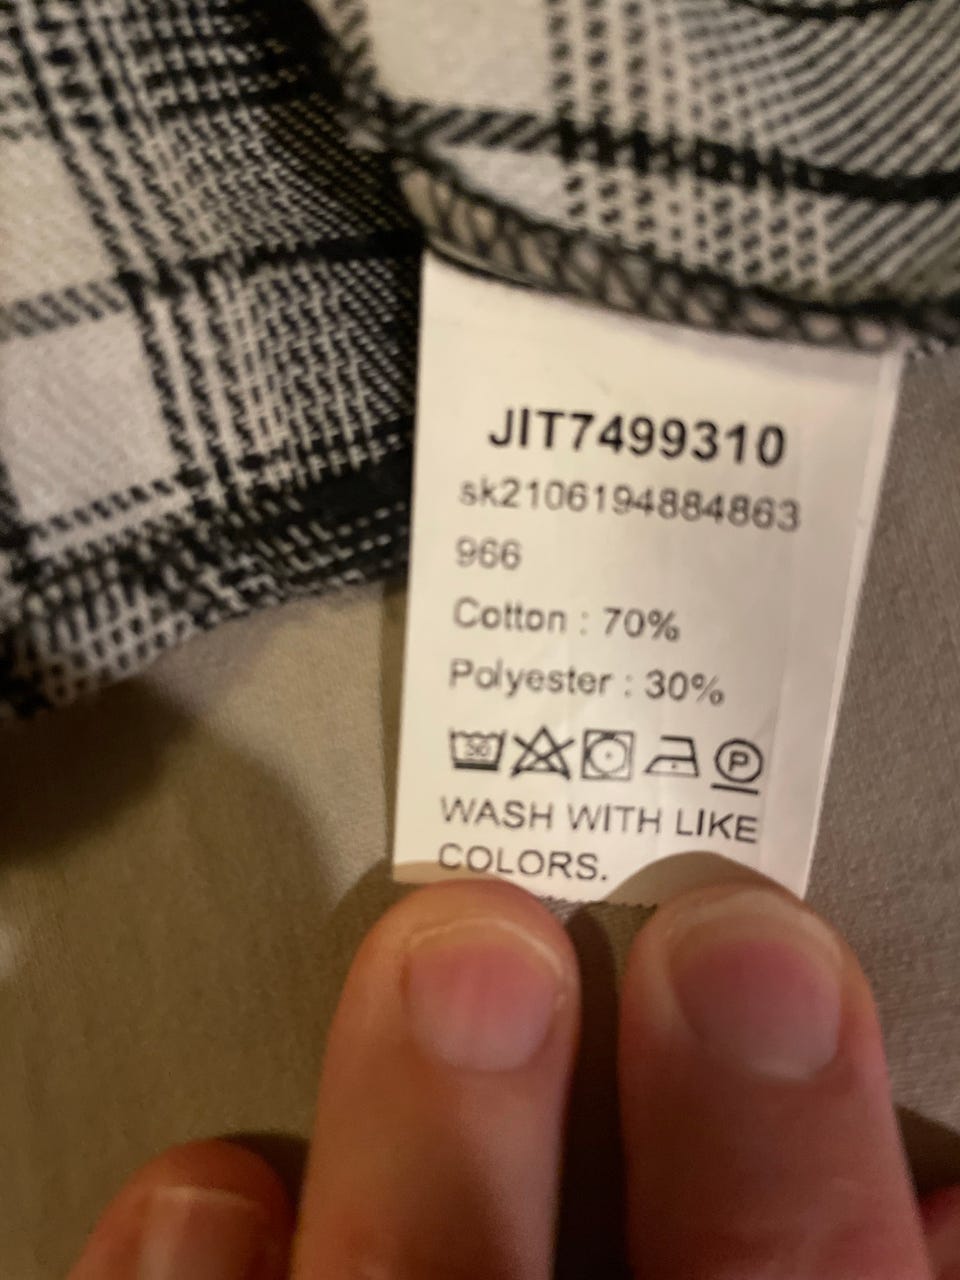 JIT7499310
sk2106194884863
966
Cotton : 70%
Polyester : 30%
P
WASH WITH LIKE
COLORS.